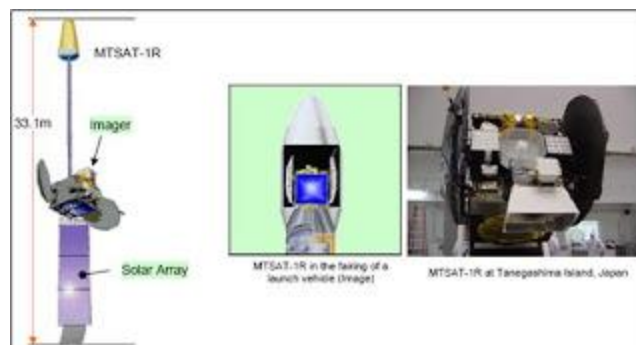 MTSAT-1R
33.1m
Imager
Solar Array
MTSAT-1R in the fairing of a
launch vehicle (Image)
MTSAT-1R at Tanegashima Island, Japan